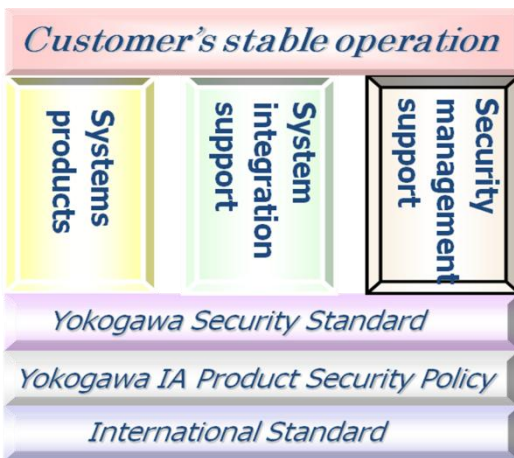 Customer's stable operation
Systems
products
System
integration
support
Security
management
support
Yokogawa Security Standard
Yokogawa IA Product Security Policy
International Standard